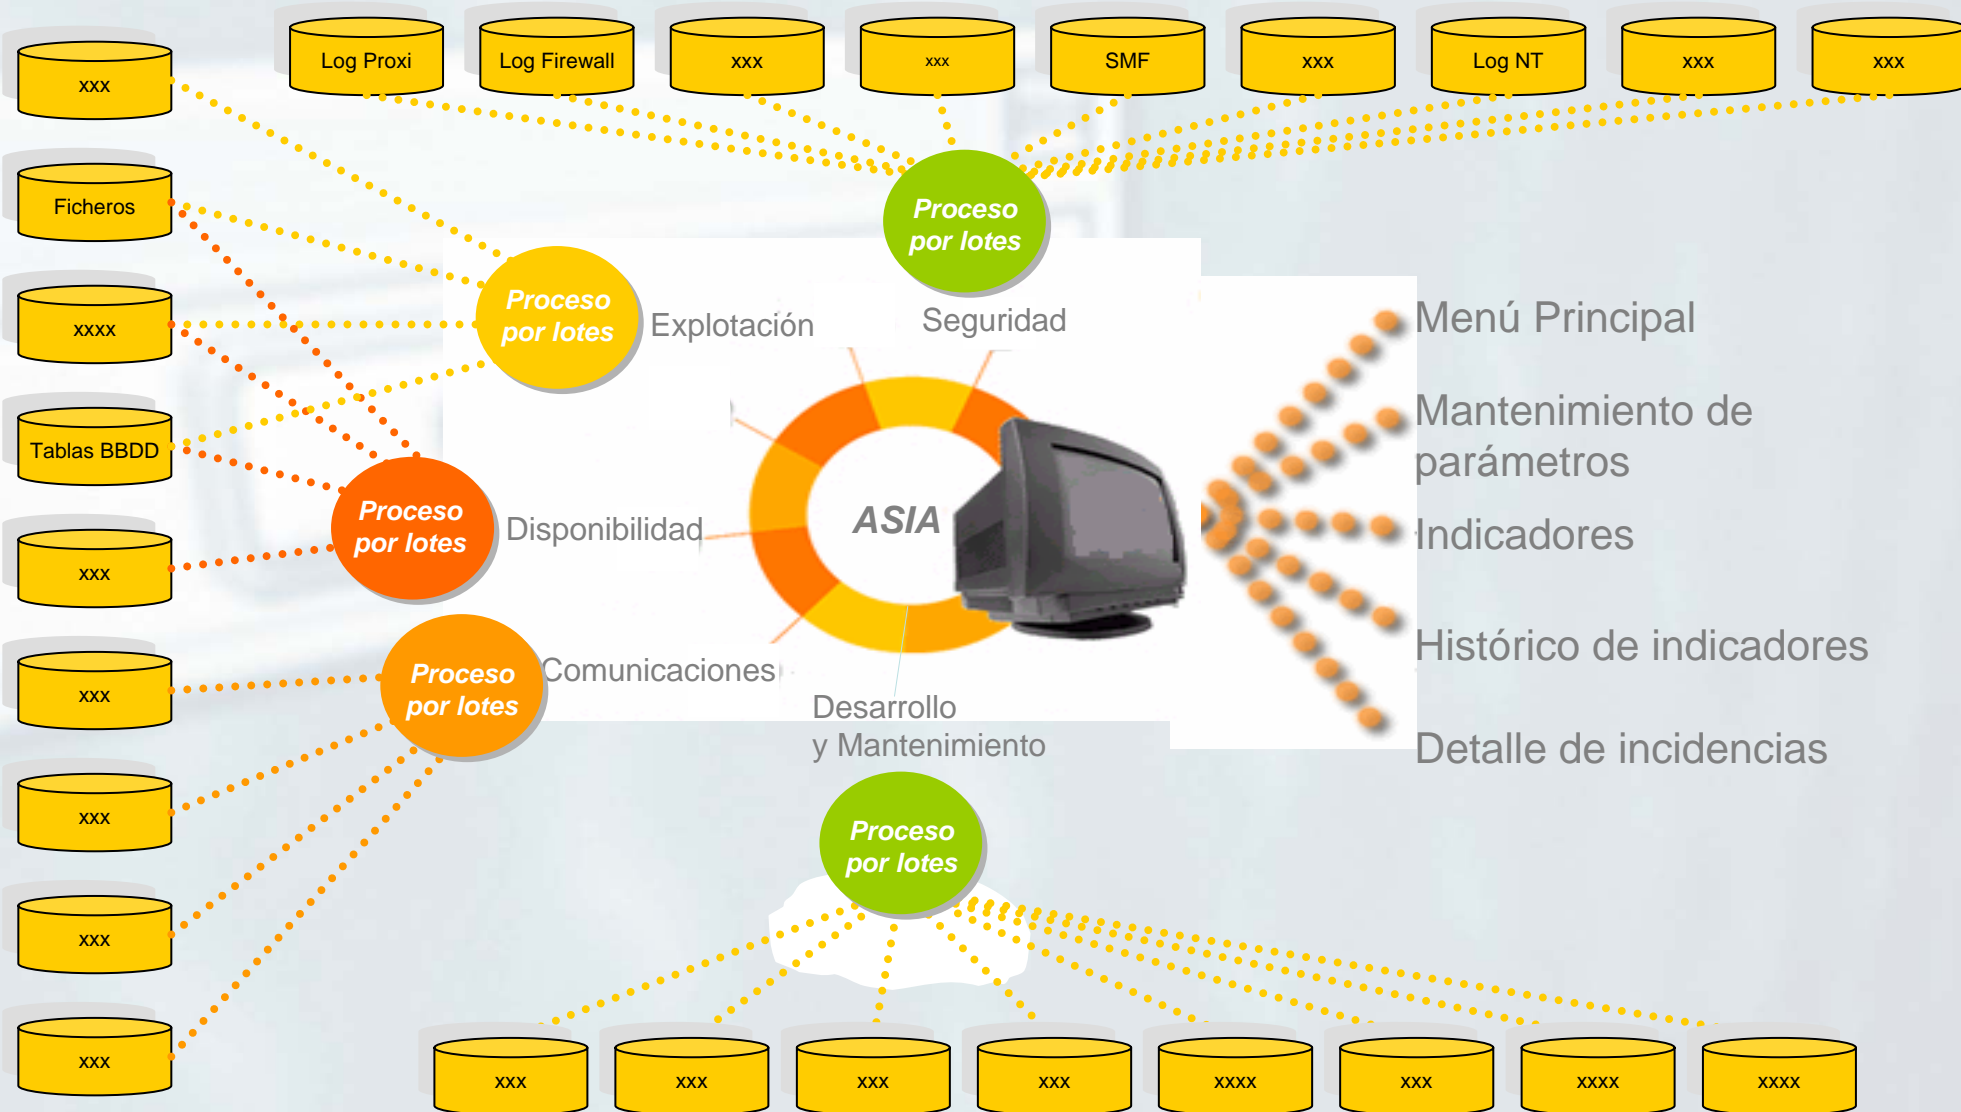 Log Proxi
Log Firewall
xxx
xxx
SMF
xxx
Log NT
xxx
xxx
xxx
Ficheros
xxxx
Tablas BBDD
xxx
xxx
xxx
xxx
xxx
Proceso
por lotes
Seguridad
Proceso
por lotes
Explotación
Proceso
por lotes
Disponibilidad
Proceso
por lotes
Comunicaciones
ASIA
Desarrollo
y Mantenimiento
Proceso
por lotes
Menú Principal
Mantenimiento de
parámetros
Indicadores
Histórico de indicadores
Detalle de incidencias
xxx
xxx
xxx
xxx
xxxx
xxx
xxxx
xxxx